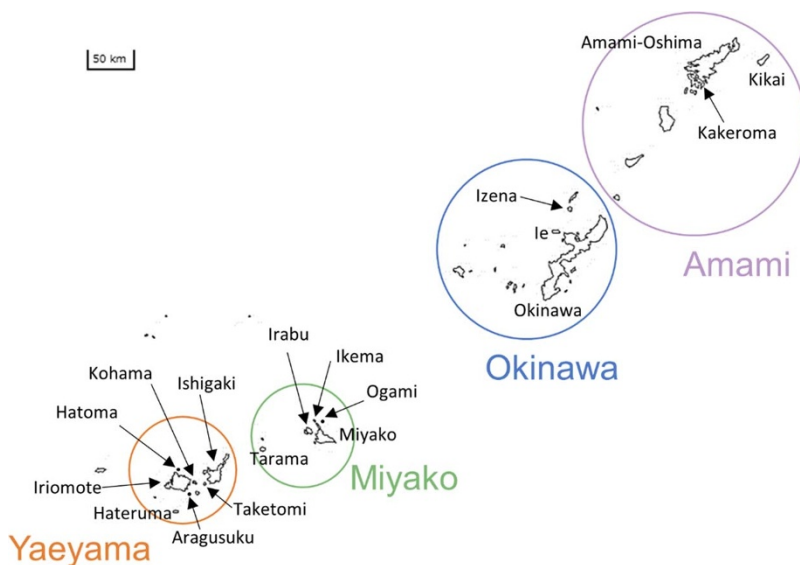 50 km
Amami-Oshima
Kikai
Kakeroma
Amami
Izena
Ie
Okinawa
Okinawa
Irabu
Ikema
Ogami
Miyako
Tarama
Miyako
Kohama
Ishigaki
Hatoma
Iriomote
Hateruma
Taketomi
Aragusuku
Yaeyama